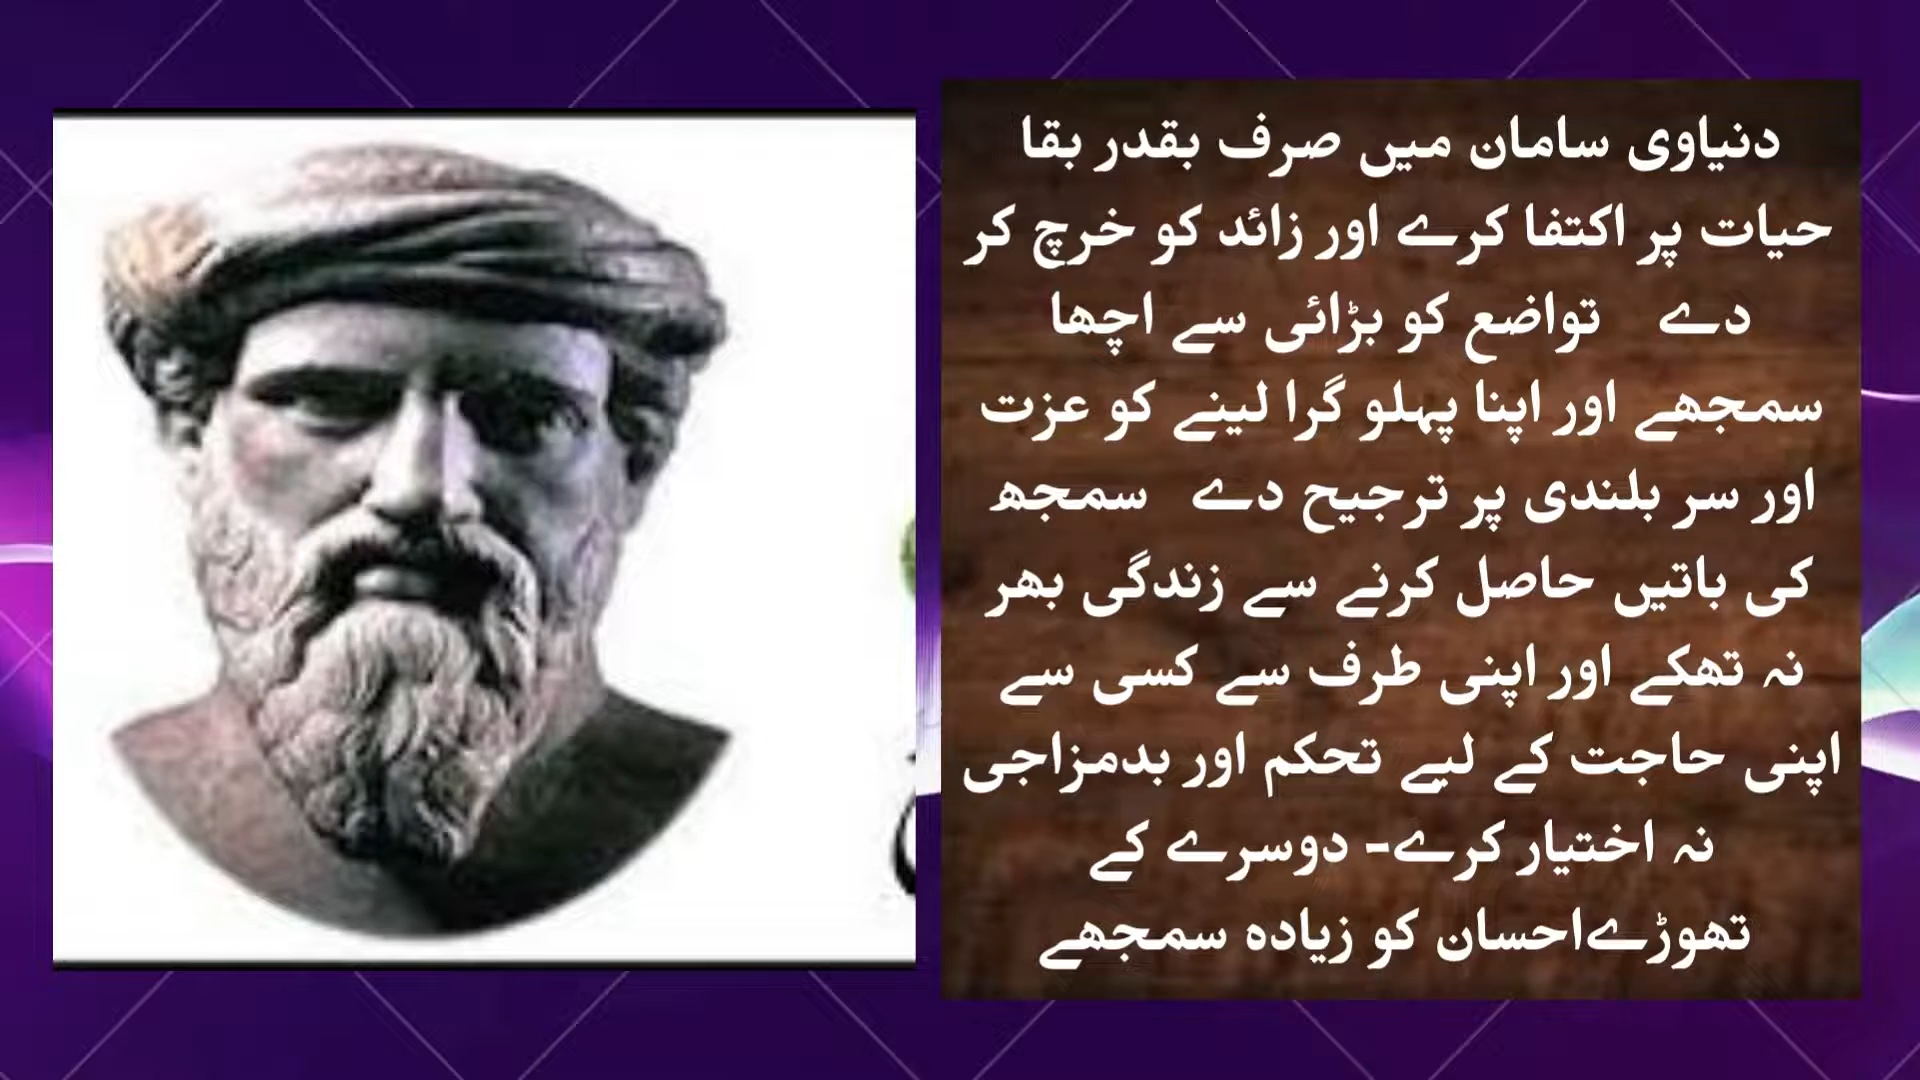 دنیاوی سامان میں صرف بقدر بقا
حیات پر اکتفا کرے اور زائد کو خرچ کر
دے تواضع کو بڑائی سے اچھا
سمجھے اور اپنا پہلو گرا لینے کو عزت
اور سر بلندی پر ترجیح دے سمجھ
کی باتیں حاصل کرنے سے زندگی بھر
نہ تھکے اور اپنی طرف سے کسی سے
اپنی حاجت کے لیے تحکم اور بدمزاجی
نہ اختیار کرے- دوسرے کے
تھوڑےاحسان کو زیادہ سمجھے